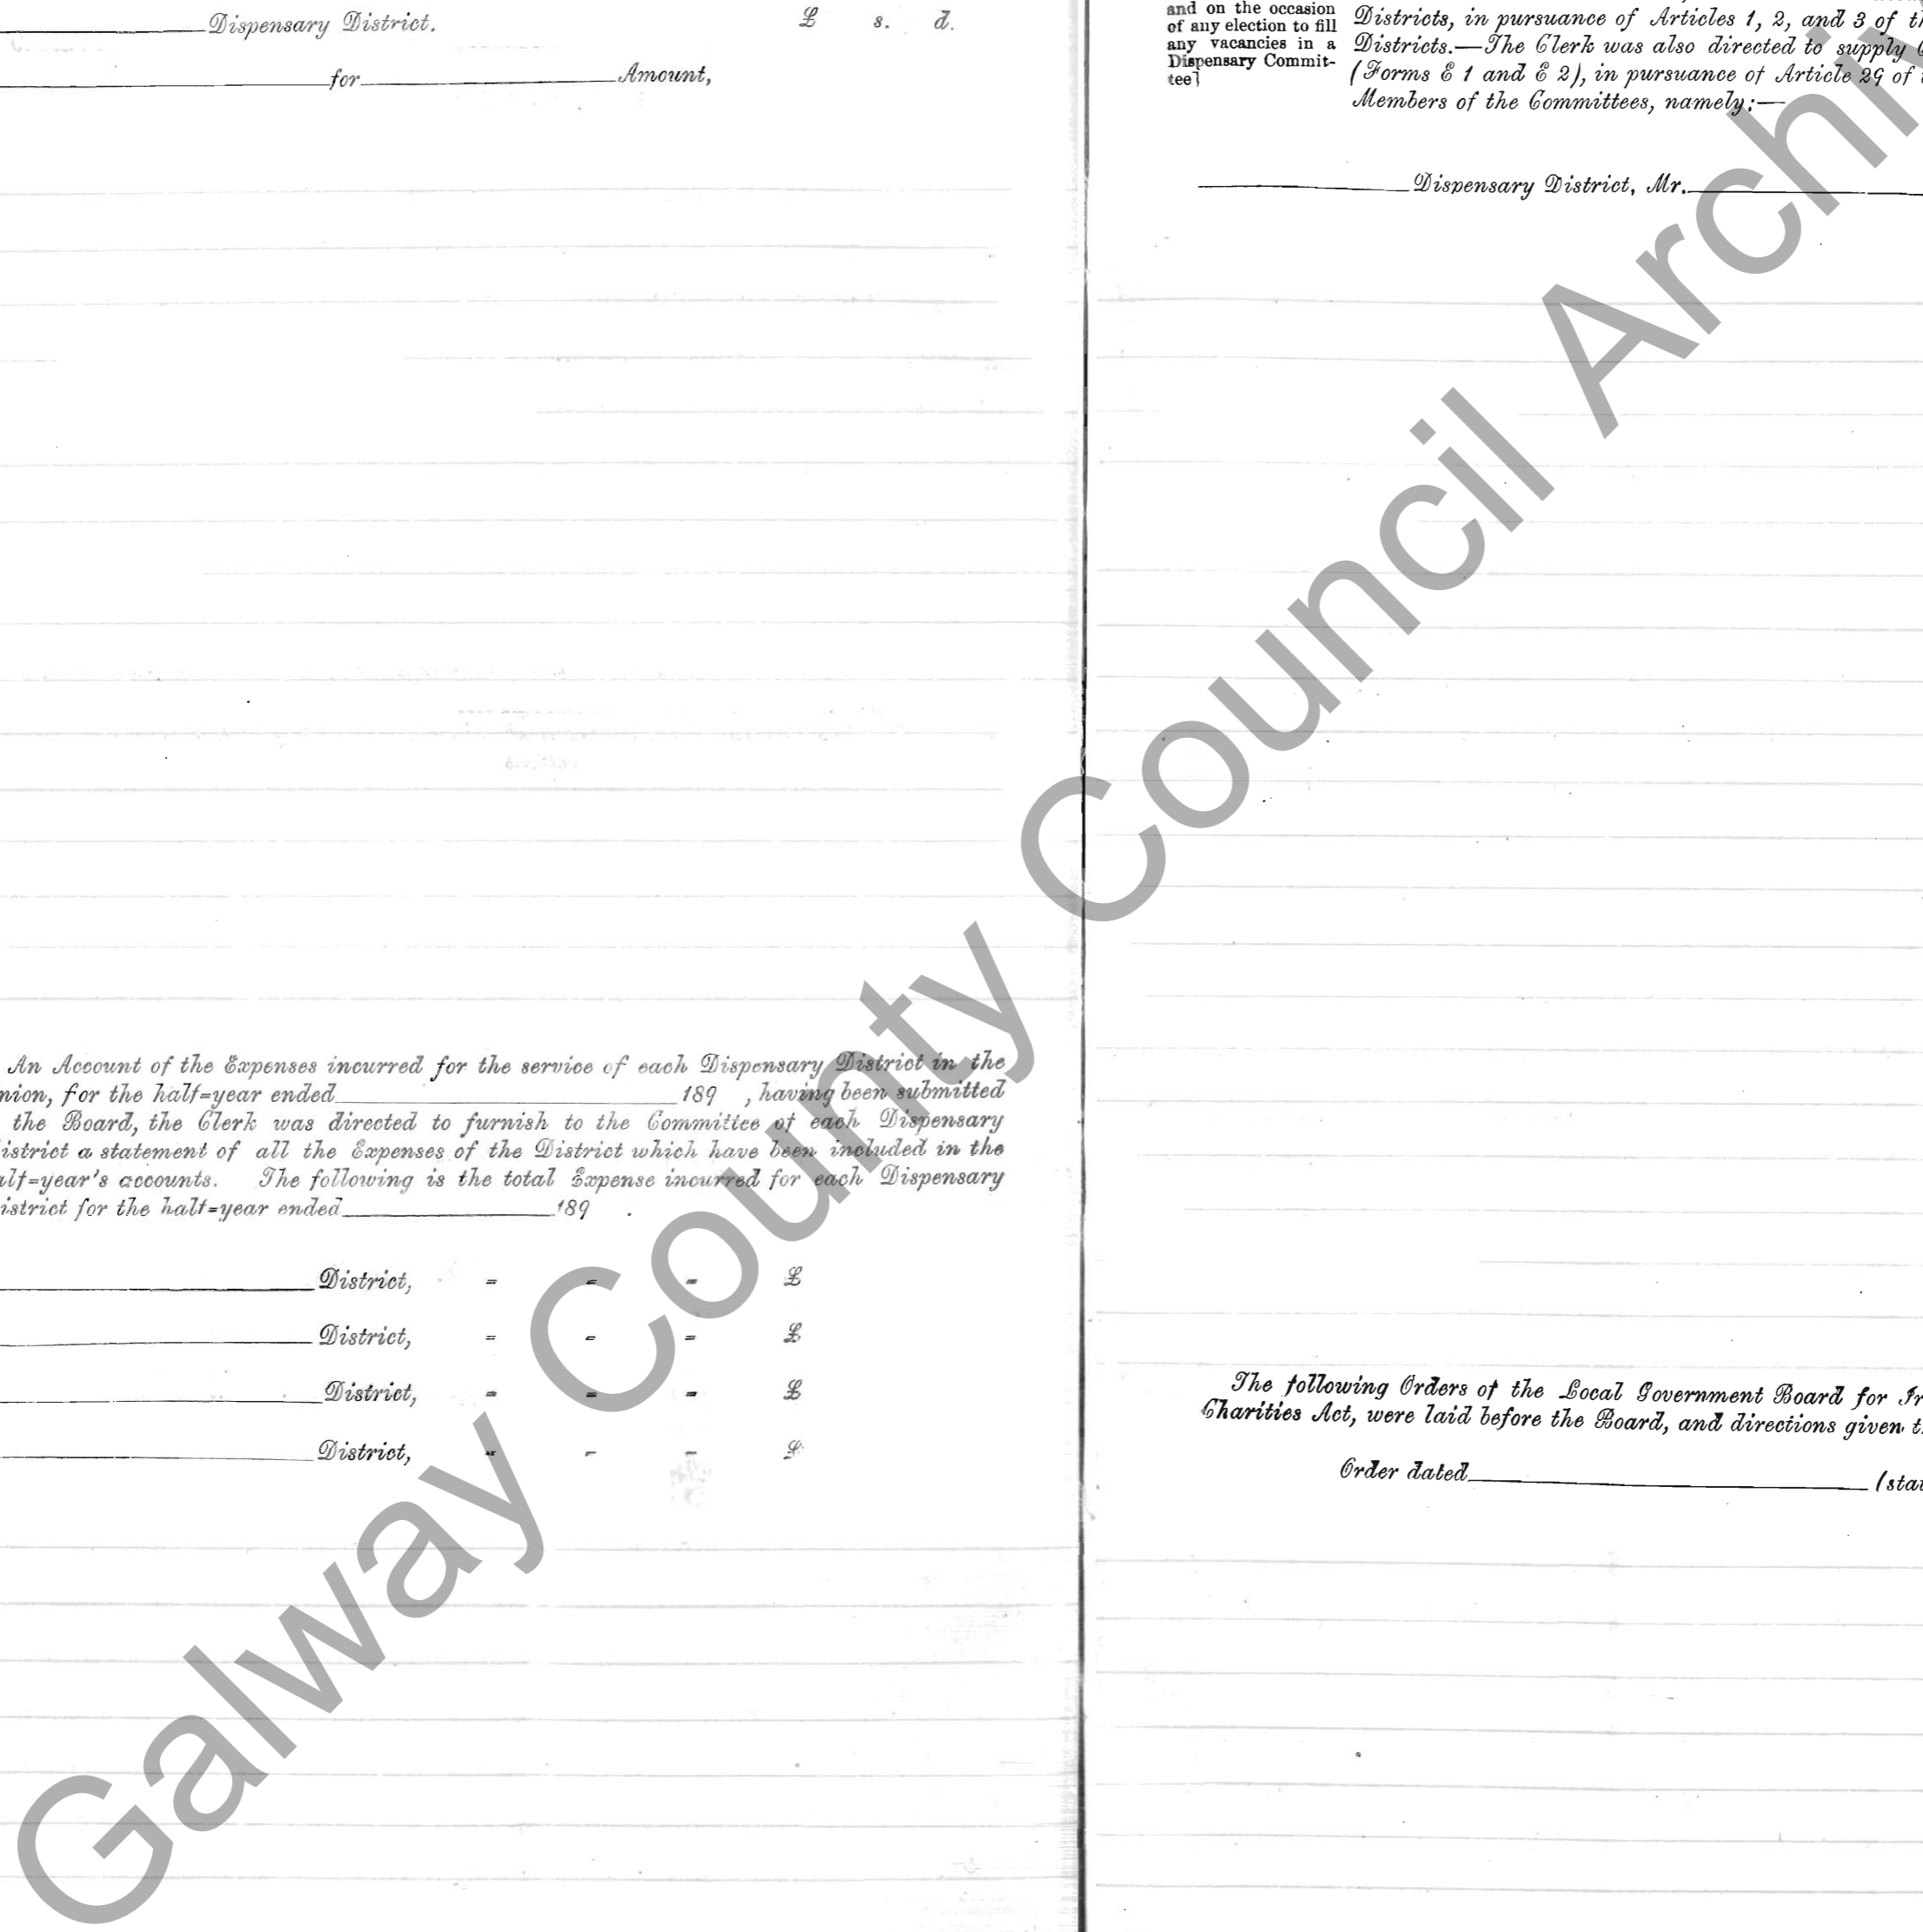 Dispensary District. £ s. d.
for Amount,
An Account of the Expenses incurred for the service of each Dispensary District in the
nion, for the half=year ended 189 , having been submitted
the Board, the Clerk was directed to furnish to the Committee of each Dispensary
istrict a statement of all the Expenses of the District which have been included in the
alf=year's accounts. The following is the total Expense incurred for each Dispensary
istrict for the half=year ended 189 .
District, = = = £
District, = = = £
District, = = = £
District, = = = £
and on the occasion
of any election to fill
any vacancies in a
Dispensary Commit-
tee]
Districts, in pursuance of Articles 1, 2, and 3 of th
Districts.—The Clerk was also directed to supply
(Forms E 1 and E 2), in pursuance of Article 29 of
Members of the Committees, namely:—
Dispensary District, Mr.
The following Orders of the Local Government Board for Ir
Charities Act, were laid before the Board, and directions given t
Order dated (stat
Galway County Council Archiv